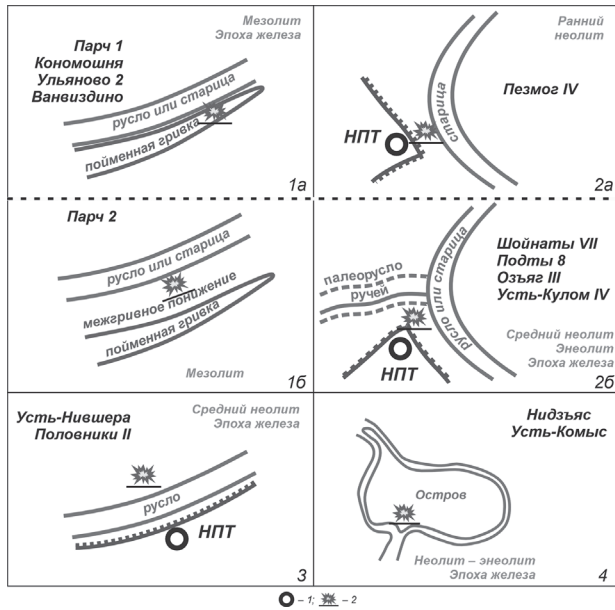 Мезолит
Эпоха железа
Парч 1
Кономошня
Ульяново 2
Ванвиздино
русло или старица
пойменная гривка
1а
Ранний
неолит
Пезмог IV
старица
НПТ
2а
Парч 2
русло или старица
межгривное понижение
пойменная гривка
Мезолит
1б
палеорусло
ручей
русло или старица
Шойнаты VII
Подты 8
Озъяг III
Усть-Кулом IV
Средний неолит
Энеолит
Эпоха железа
НПТ
2б
Усть-Нившера
Половники II
Средний неолит
Эпоха железа
русло
НПТ
3
Нидзъяс
Усть-Комыс
Остров
Неолит – энеолит
Эпоха железа
4
– 1; – 2